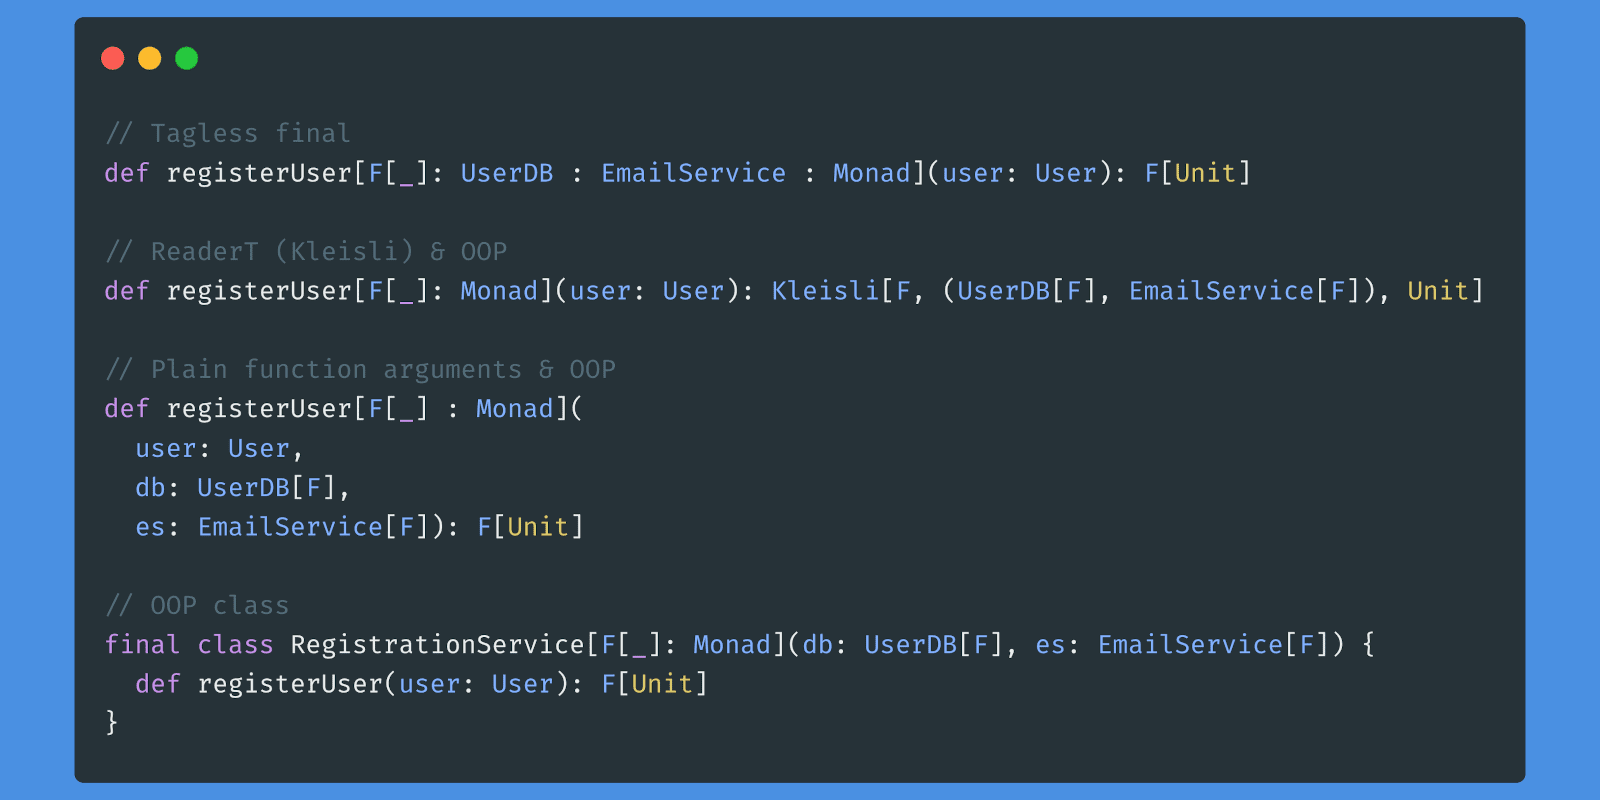 // Tagless final
def registerUser[F[_]: UserDB : EmailService : Monad](user: User): F[Unit]
// ReaderT (Kleisli) & OOP
def registerUser[F[_]: Monad](user: User): Kleisli[F, (UserDB[F], EmailService[F]), Unit]
// Plain function arguments & OOP
def registerUser[F[_] : Monad](
  user: User,
  db: UserDB[F],
  es: EmailService[F]): F[Unit]
// OOP class
final class RegistrationService[F[_]: Monad](db: UserDB[F], es: EmailService[F]) {
  def registerUser(user: User): F[Unit]
}